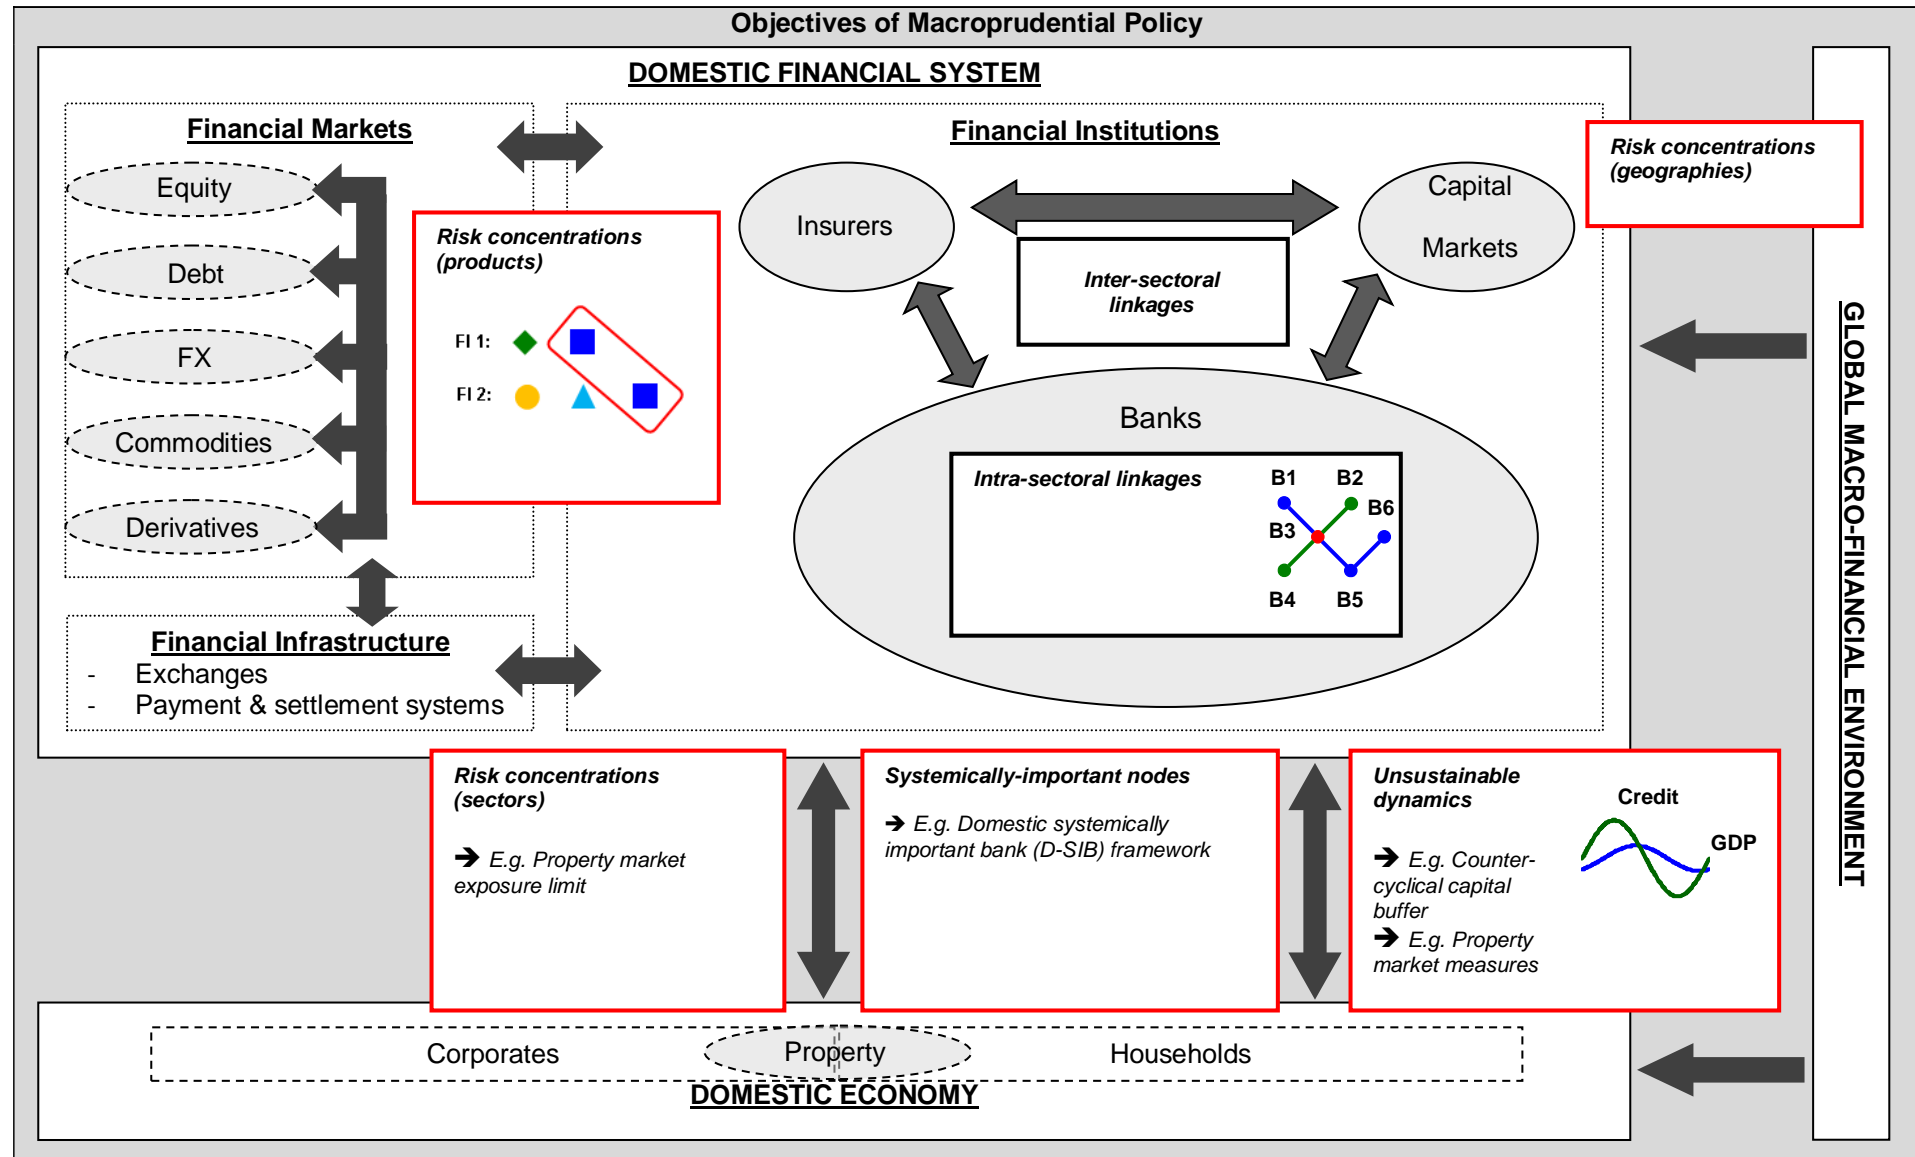 Objectives of Macroprudential Policy
DOMESTIC FINANCIAL SYSTEM
Financial Markets
Equity
Debt
FX
Commodities
Derivatives
Risk concentrations
(products)
FI 1:
FI 2:
Financial Institutions
Insurers
Capital
Markets
Inter-sectoral
linkages
Banks
Intra-sectoral linkages
B1
B2
B6
B3
B4
B5
Risk concentrations
(geographies)
Financial Infrastructure
- Exchanges
- Payment & settlement systems
Risk concentrations
(sectors)
➔ E.g. Property market
exposure limit
Systemically-important nodes
➔ E.g. Domestic systemically
important bank (D-SIB) framework
Unsustainable
dynamics
➔ E.g. Counter-
cyclical capital
buffer
➔ E.g. Property
market measures
Credit
GDP
Corporates
Property
Households
DOMESTIC ECONOMY
GLOBAL MACRO-FINANCIAL ENVIRONMENT